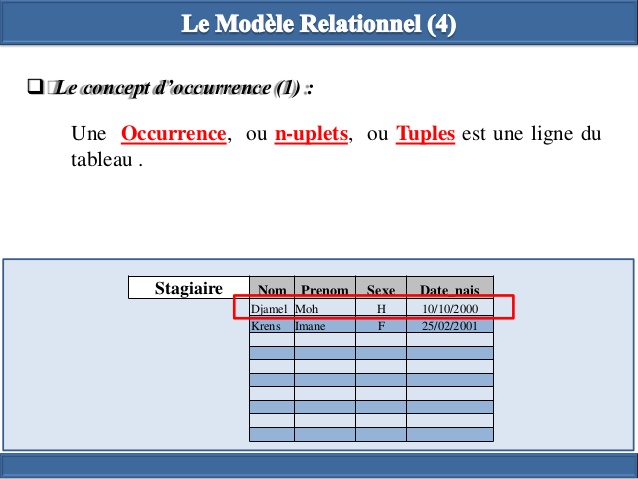 Le Modèle Relationnel (4)
❑ Le concept d’occurrence (1) :
Une Occurrence, ou n-uplets, ou Tuples est une ligne du
tableau .
Stagiaire Nom Prenom Sexe Date_nais
Djamel Moh H 10/10/2000
Krens Imane F 25/02/2001